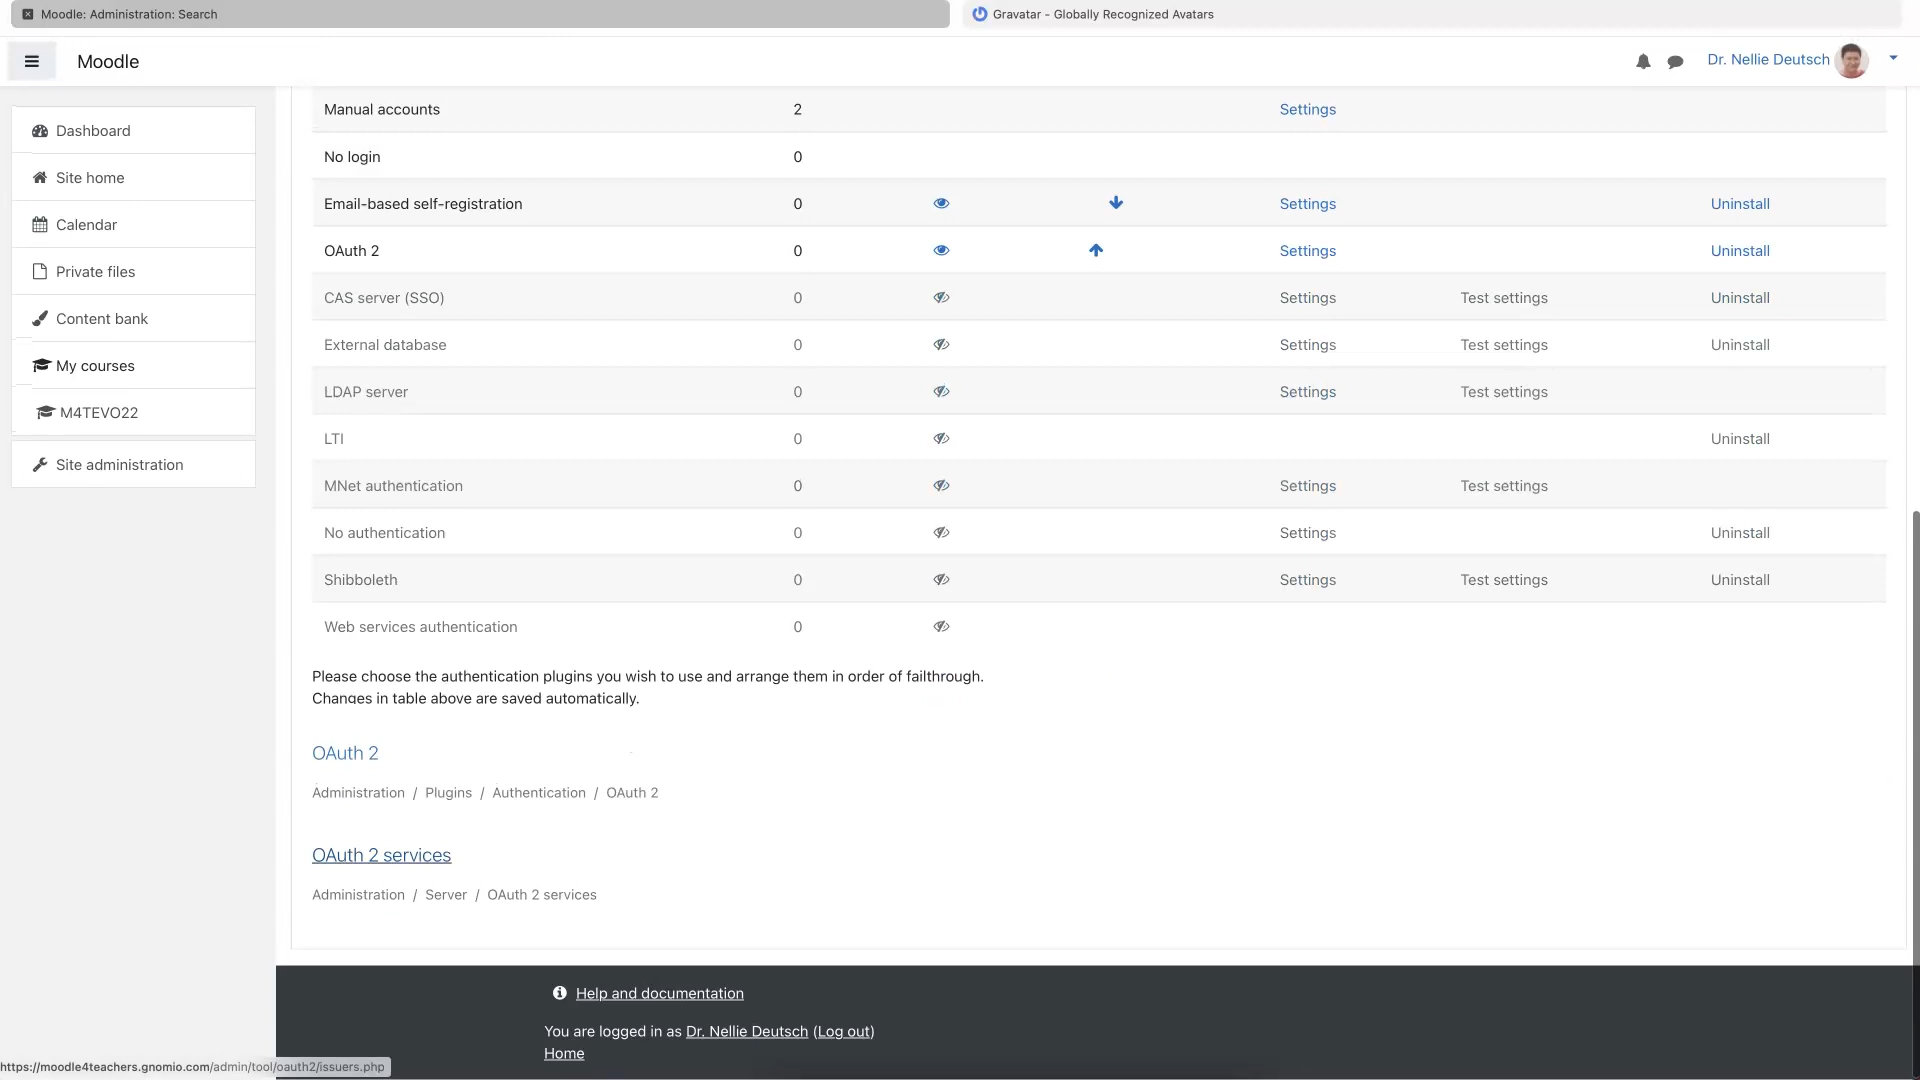 Moodle: Administration: Search
Gravatar - Globally Recognized Avatars
Moodle
Dr. Nellie Deutsch
Dashboard
Site home
Calendar
Private files
Content bank
My courses
M4TEVO22
Site administration
Manual accounts 2 Settings
No login 0
Email-based self-registration 0 Settings Uninstall
OAuth 2 0 Settings Uninstall
CAS server (SSO) 0 Settings Test settings Uninstall
External database 0 Settings Test settings Uninstall
LDAP server 0 Settings Test settings
LTI 0 Uninstall
MNet authentication 0 Settings Test settings
No authentication 0 Settings Uninstall
Shibboleth 0 Settings Test settings Uninstall
Web services authentication 0
Please choose the authentication plugins you wish to use and arrange them in order of failthrough.
Changes in table above are saved automatically.
OAuth 2
Administration / Plugins / Authentication / OAuth 2
OAuth 2 services
Administration / Server / OAuth 2 services
Help and documentation
You are logged in as Dr. Nellie Deutsch (Log out)
Home
https://moodle4teachers.gnomio.com/admin/tool/oauth2/issuers.php